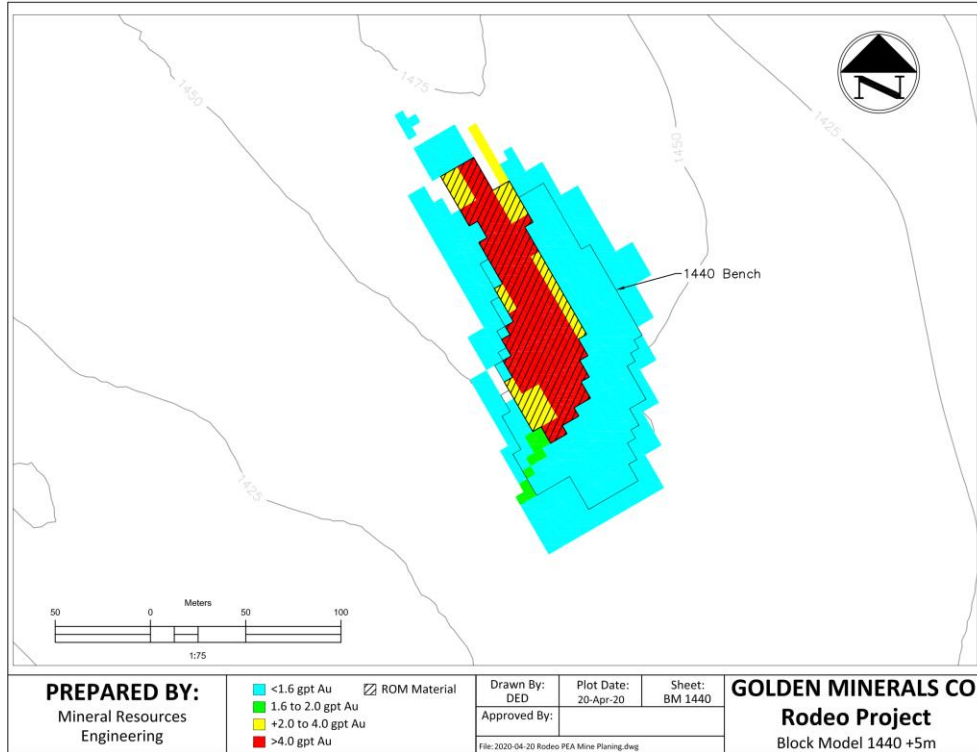 1475
1450
1425
1450
N
1440 Bench
1425
Meters
50 0 50 100
1:75
PREPARED BY:
Mineral Resources
Engineering
<1.6 gpt Au
ROM Material
1.6 to 2.0 gpt Au
+2.0 to 4.0 gpt Au
>4.0 gpt Au
Drawn By:
DED
Plot Date:
20-Apr-20
Sheet:
BM 1440
Approved By:
File:2020-04-20 Rodeo PEA Mine Planing.dwg
GOLDEN MINERALS CO
Rodeo Project
Block Model 1440 +5m